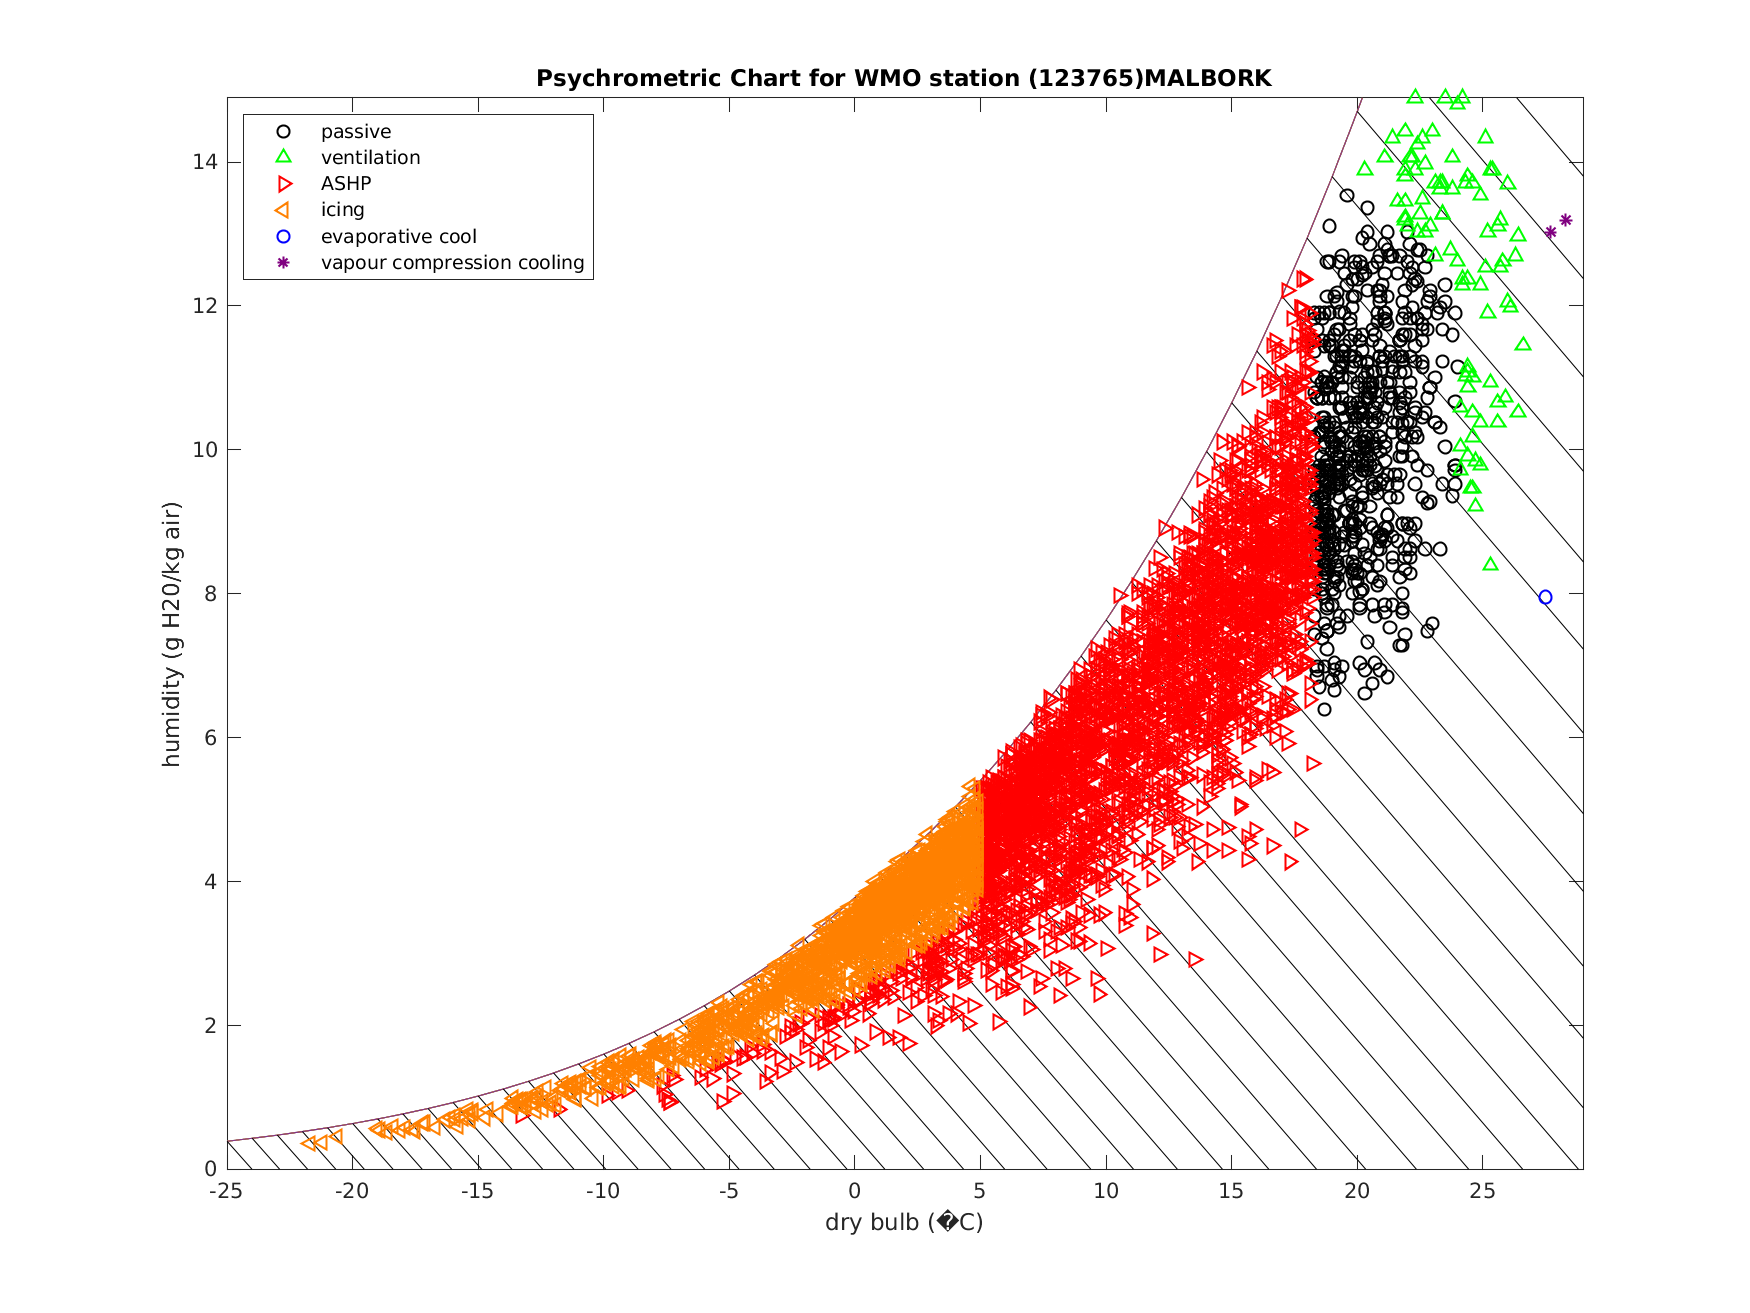 Psychrometric Chart for WMO station (123765)MALBORK
passive
ventilation
ASHP
icing
evaporative cool
vapour compression cooling
humidity (g H20/kg air)
14
12
10
8
6
4
2
0
-25 -20 -15 -10 -5 0 5 10 15 20 25
dry bulb (�C)